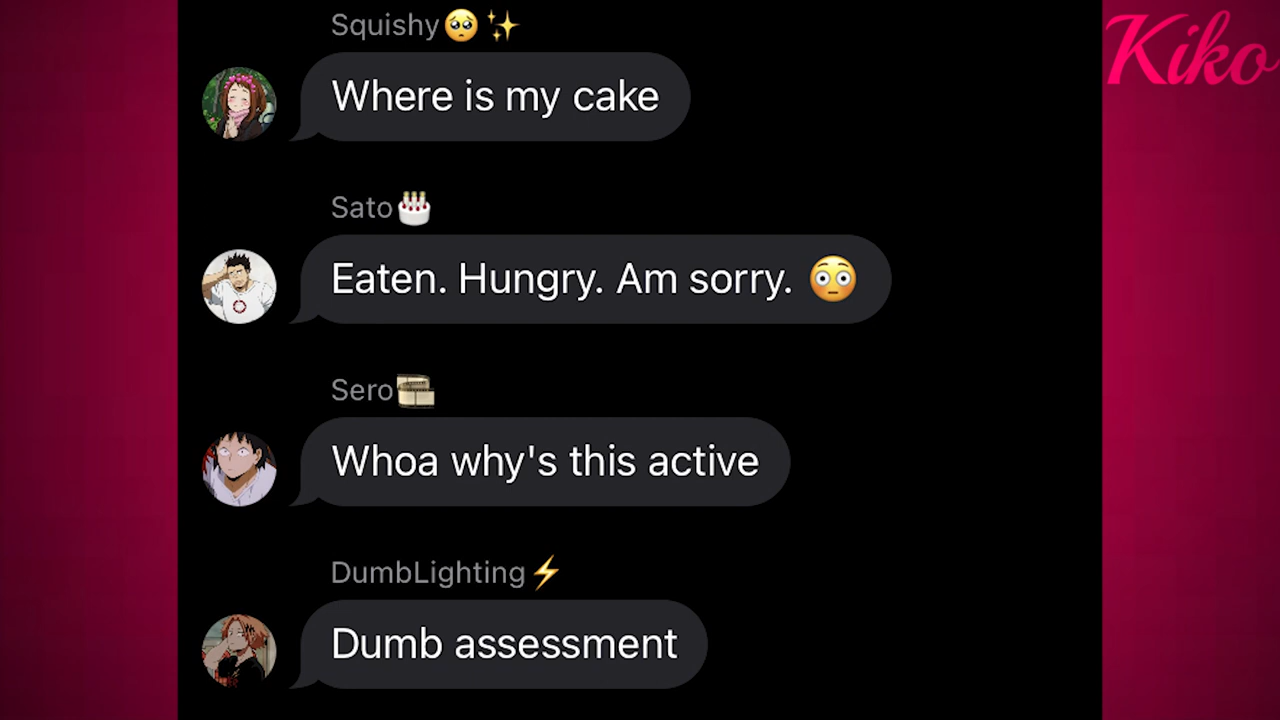 Kiko
Squishy🥺✨
Where is my cake
Sato🎂
Eaten. Hungry. Am sorry. 😳
Sero🎞️
Whoa why's this active
DumbLighting⚡
Dumb assessment